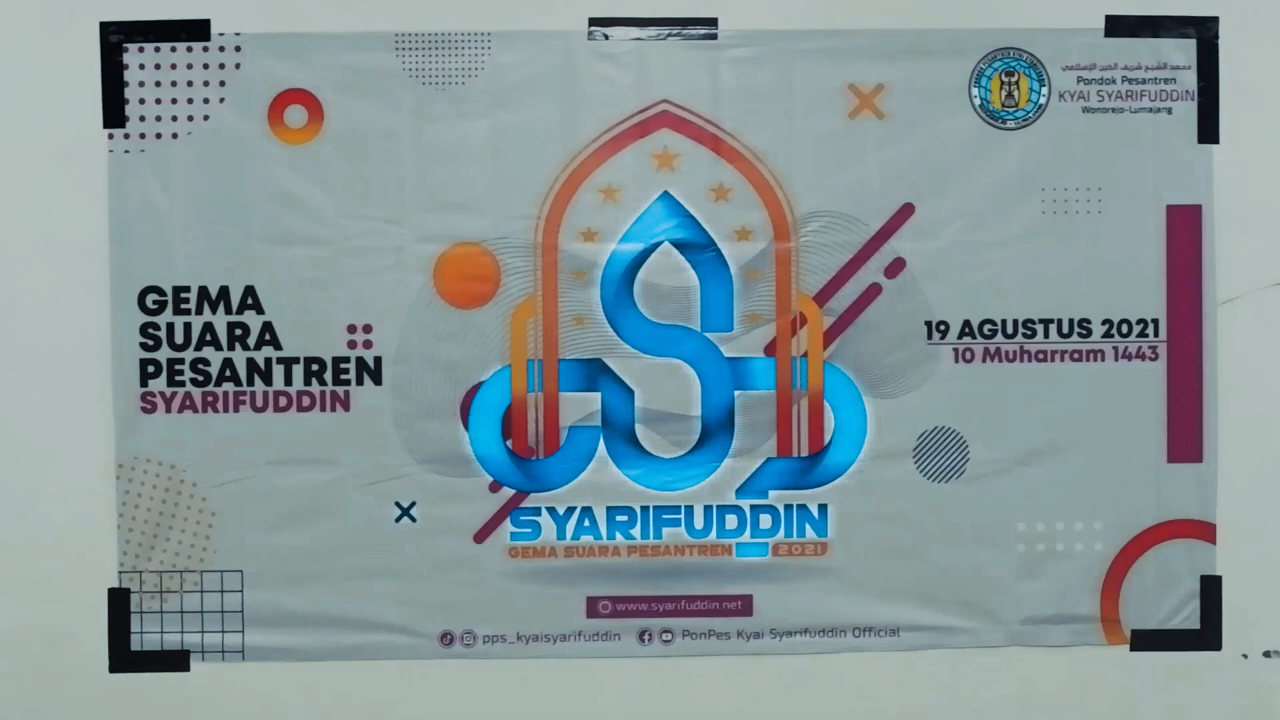 معهد الشيخ شريف الدين الإسلامي
Pondok Pesantren
KYAI SYARIFUDDIN
Wonorejo-Lumajang
GEMA
SUARA
PESANTREN
SYARIFUDDIN
19 AGUSTUS 2021
10 Muharram 1443
SYARIFUDDIN
GEMA SUARA PESANTREN 2021
www.syarifuddin.net
pps_kyaisyarifuddin PonPes Kyai Syarifuddin Official